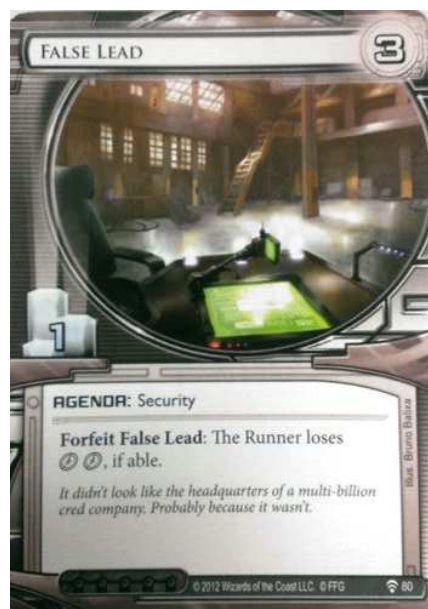 FALSE LEAD
3
1
AGENDA: Security
Forfeit False Lead: The Runner loses
, if able.
It didn't look like the headquarters of a multi-billion
cred company. Probably because it wasn't.
Illus. Bruno Balixa
© 2012 Wizards of the Coast LLC. © FFG
80